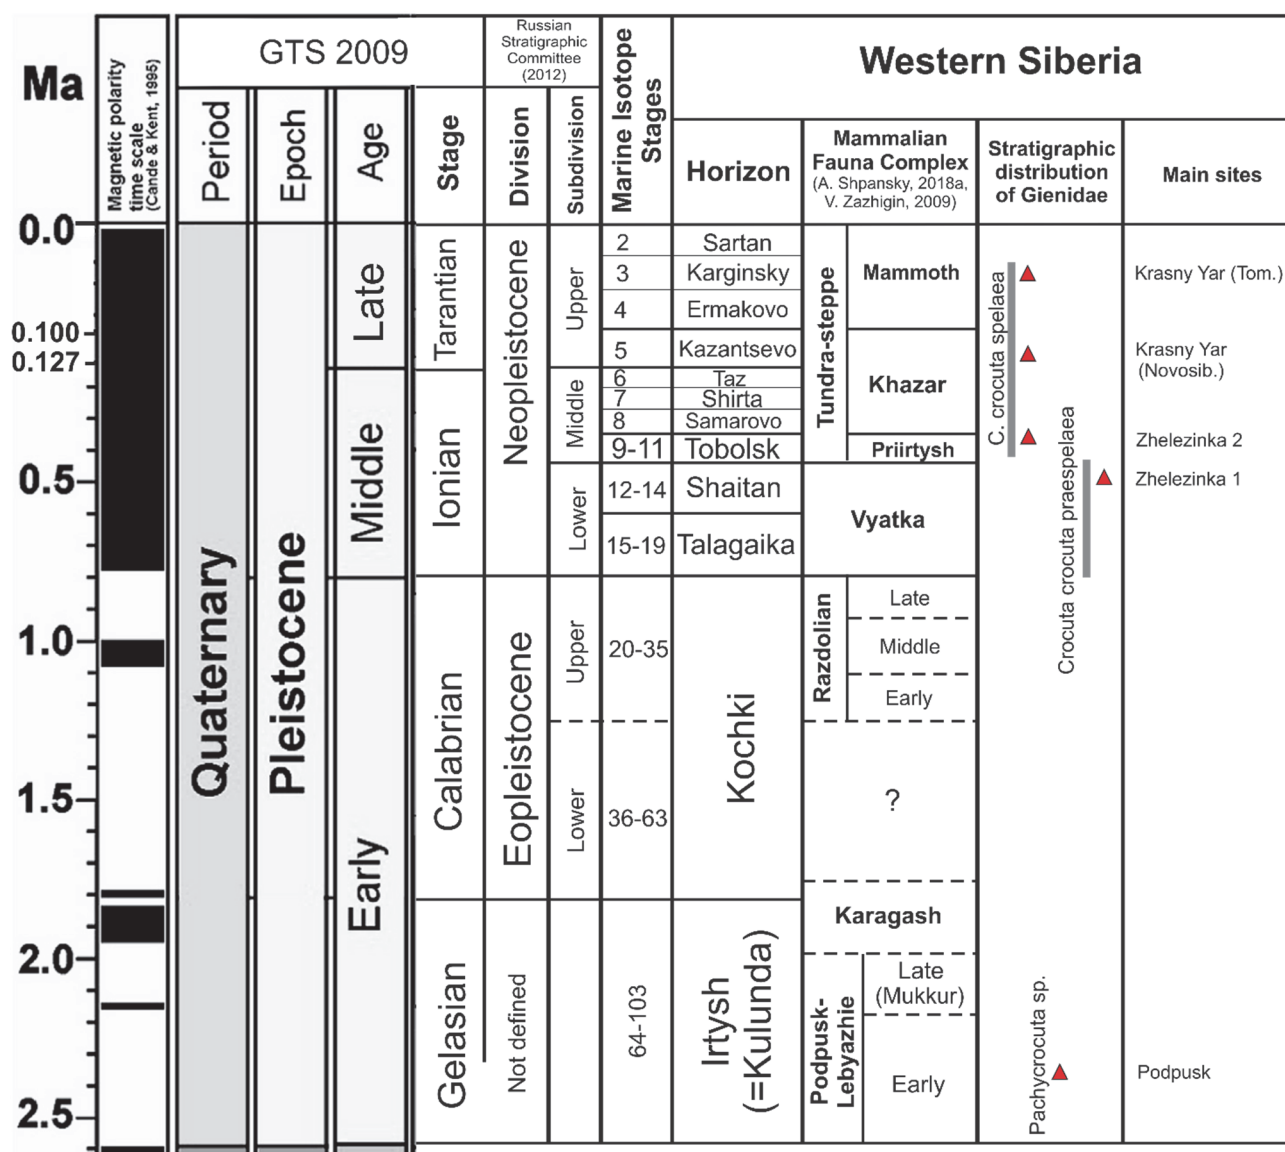 Ma
Magnetic polarity
time scale
(Cande & Kent, 1995)
GTS 2009
Period
Epoch
Age
Stage
Russian
Stratigraphic
Committee
(2012)
Division
Subdivision
Marine Isotope
Stages
Western Siberia
Horizon
Mammalian
Fauna Complex
(A. Shpansky, 2018a,
V. Zazhigin, 2009)
Stratigraphic
distribution
of Gienidae
Main sites
0.0
0.100
0.127
0.5
1.0
1.5
2.0
2.5
Quaternary
Pleistocene
Late
Middle
Early
Tarantian
Ionian
Calabrian
Gelasian
Neopleistocene
Eopleistocene
Not defined
Upper
Middle
Lower
Upper
Lower
2
3
4
5
6
7
8
9-11
12-14
15-19
20-35
36-63
64-103
Sartan
Karginsky
Ermakovo
Kazantsevo
Taz
Shirta
Samarovo
Tobolsk
Shaitan
Talagaika
Kochki
Irtysh
(=Kulunda)
Tundra-steppe
Mammoth
Khazar
Priirtysh
Vyatka
Razdolian
Late
Middle
Early
?
Karagash
Podpusk-
Lebyazhie
Late
(Mukkur)
Early
C. crocuta spelaea
Crocuta crocuta praespelaea
Pachycrocuta sp.
Krasny Yar (Tom.)
Krasny Yar
(Novosib.)
Zhelezinka 2
Zhelezinka 1
Podpusk